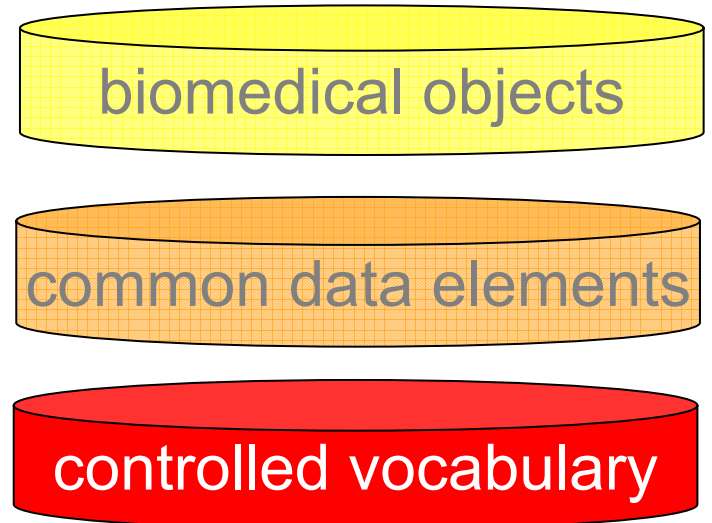 biomedical objects
common data elements
controlled vocabulary